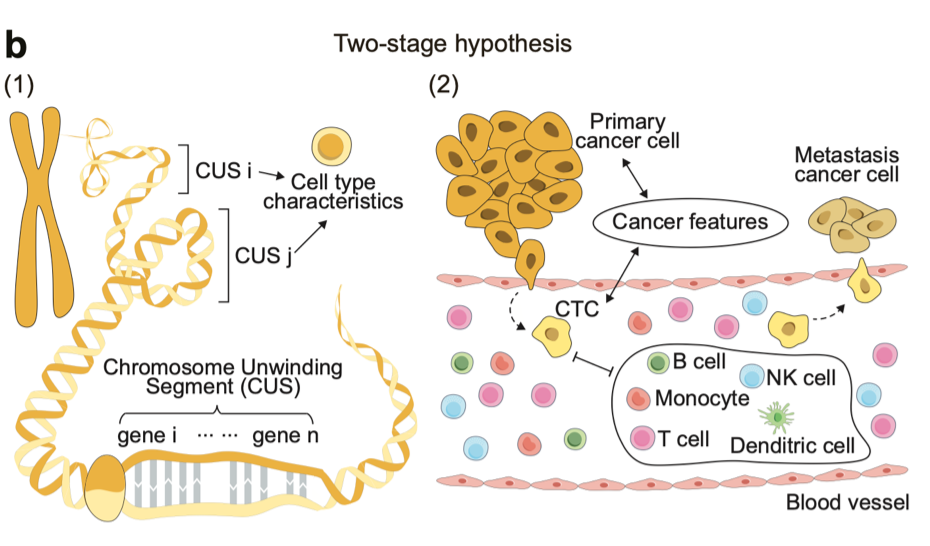 b
Two-stage hypothesis
(1)
CUS i
Cell type
characteristics
CUS j
Chromosome Unwinding
Segment (CUS)
gene i ··· ··· gene n
(2)
Primary
cancer cell
Metastasis
cancer cell
Cancer features
CTC
B cell
NK cell
Monocyte
T cell
Denditric cell
Blood vessel